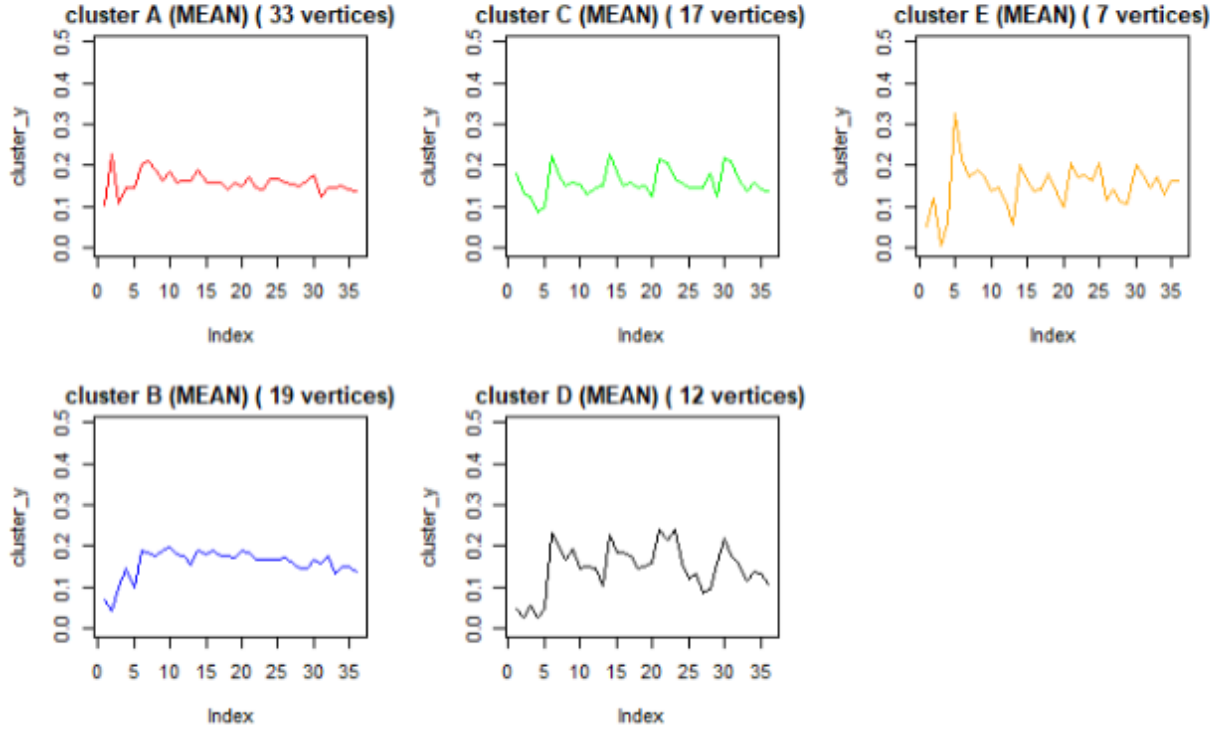 cluster A (MEAN) ( 33 vertices)
cluster_y
0.0 0.1 0.2 0.3 0.4 0.5
0 5 10 15 20 25 30 35
Index
cluster C (MEAN) ( 17 vertices)
cluster_y
0.0 0.1 0.2 0.3 0.4 0.5
0 5 10 15 20 25 30 35
Index
cluster E (MEAN) ( 7 vertices)
cluster_y
0.0 0.1 0.2 0.3 0.4 0.5
0 5 10 15 20 25 30 35
Index
cluster B (MEAN) ( 19 vertices)
cluster_y
0.0 0.1 0.2 0.3 0.4 0.5
0 5 10 15 20 25 30 35
Index
cluster D (MEAN) ( 12 vertices)
cluster_y
0.0 0.1 0.2 0.3 0.4 0.5
0 5 10 15 20 25 30 35
Index